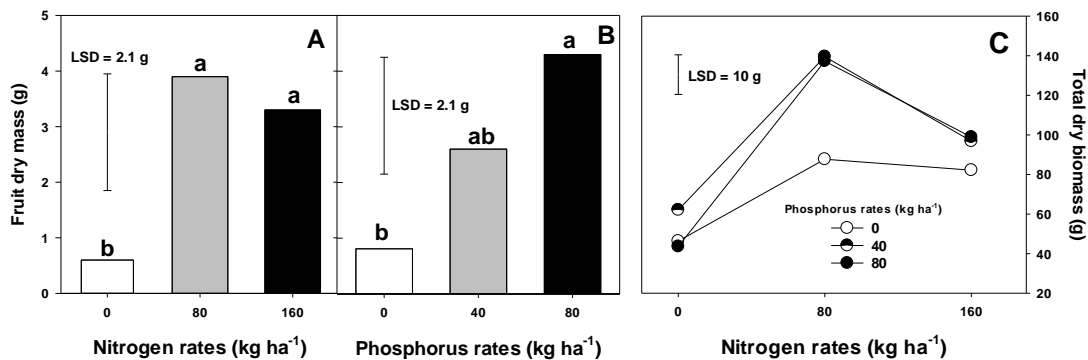 A
LSD = 2.1 g
b
a
a
5
4
3
2
1
0
Fruit dry mass (g)
0 80 160
Nitrogen rates (kg ha⁻¹)
B
LSD = 2.1 g
b
ab
a
0 40 80
Phosphorus rates (kg ha⁻¹)
C
LSD = 10 g
Phosphorus rates (kg ha⁻¹)
0
40
80
160
140
120
100
80
60
40
20
Total dry biomass
(g)
0 80 160
Nitrogen rates (kg ha⁻¹)